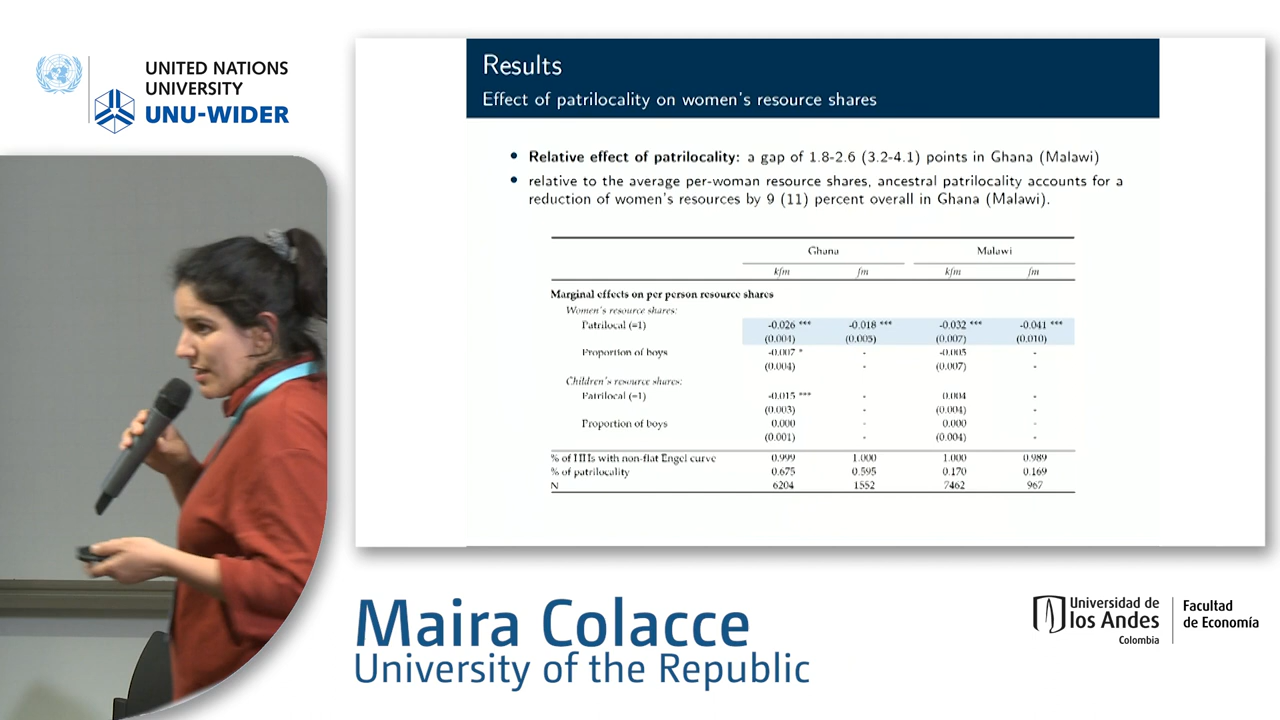 UNITED NATIONS
UNIVERSITY
UNU-WIDER
Results
Effect of patrilocality on women's resource shares
• Relative effect of patrilocality: a gap of 1.8-2.6 (3.2-4.1) points in Ghana (Malawi)
• relative to the average per-woman resource shares, ancestral patrilocality accounts for a
reduction of women's resources by 9 (11) percent overall in Ghana (Malawi).
Ghana Malawi
kfm fm kfm fm
Marginal effects on per person resource shares
Women's resource shares:
Patrilocal (=1) -0.026 *** -0.018 *** -0.032 *** -0.041 ***
(0.004) (0.005) (0.007) (0.010)
Proportion of boys -0.007 * - -0.005 -
(0.004) - (0.007) -
Children's resource shares:
Patrilocal (=1) -0.015 *** - 0.004 -
(0.003) - (0.004) -
Proportion of boys 0.000 - 0.000 -
(0.001) - (0.004) -
% of HHs with non-flat Engel curve 0.999 1.000 1.000 0.989
% of patrilocality 0.675 0.595 0.170 0.169
N 6204 1552 7462 967
Maira Colacce
University of the Republic
Universidad de
los Andes
Colombia
Facultad
de Economía